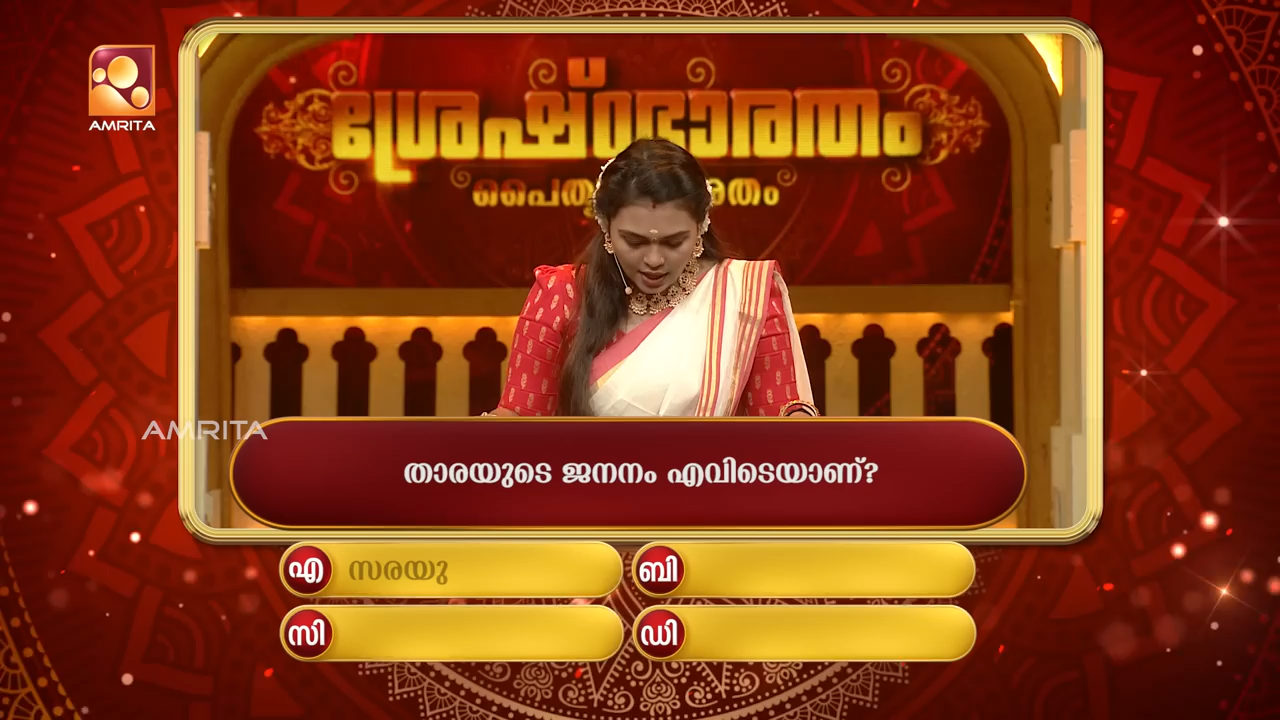 AMRITA
ശ്രേഷ്ഠഭാരതം
AMRITA
താരയുടെ ജനനം എവിടെയാണ്?
എ സരയു
ബി
സി
ഡി